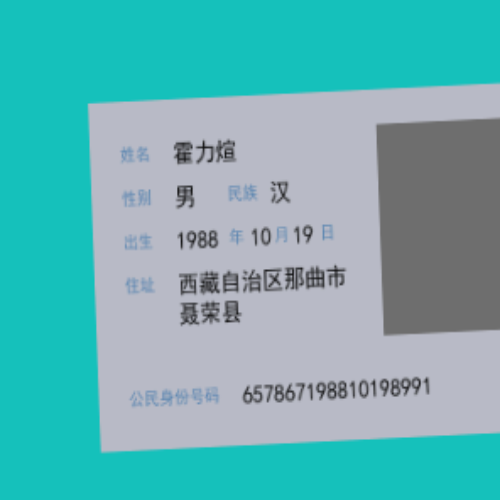 姓名 霍力煊
性别 男 民族 汉
出生 1988 年 10 月 19 日
住址 西藏自治区那曲市
聂荣县
公民身份号码 657867198810198991